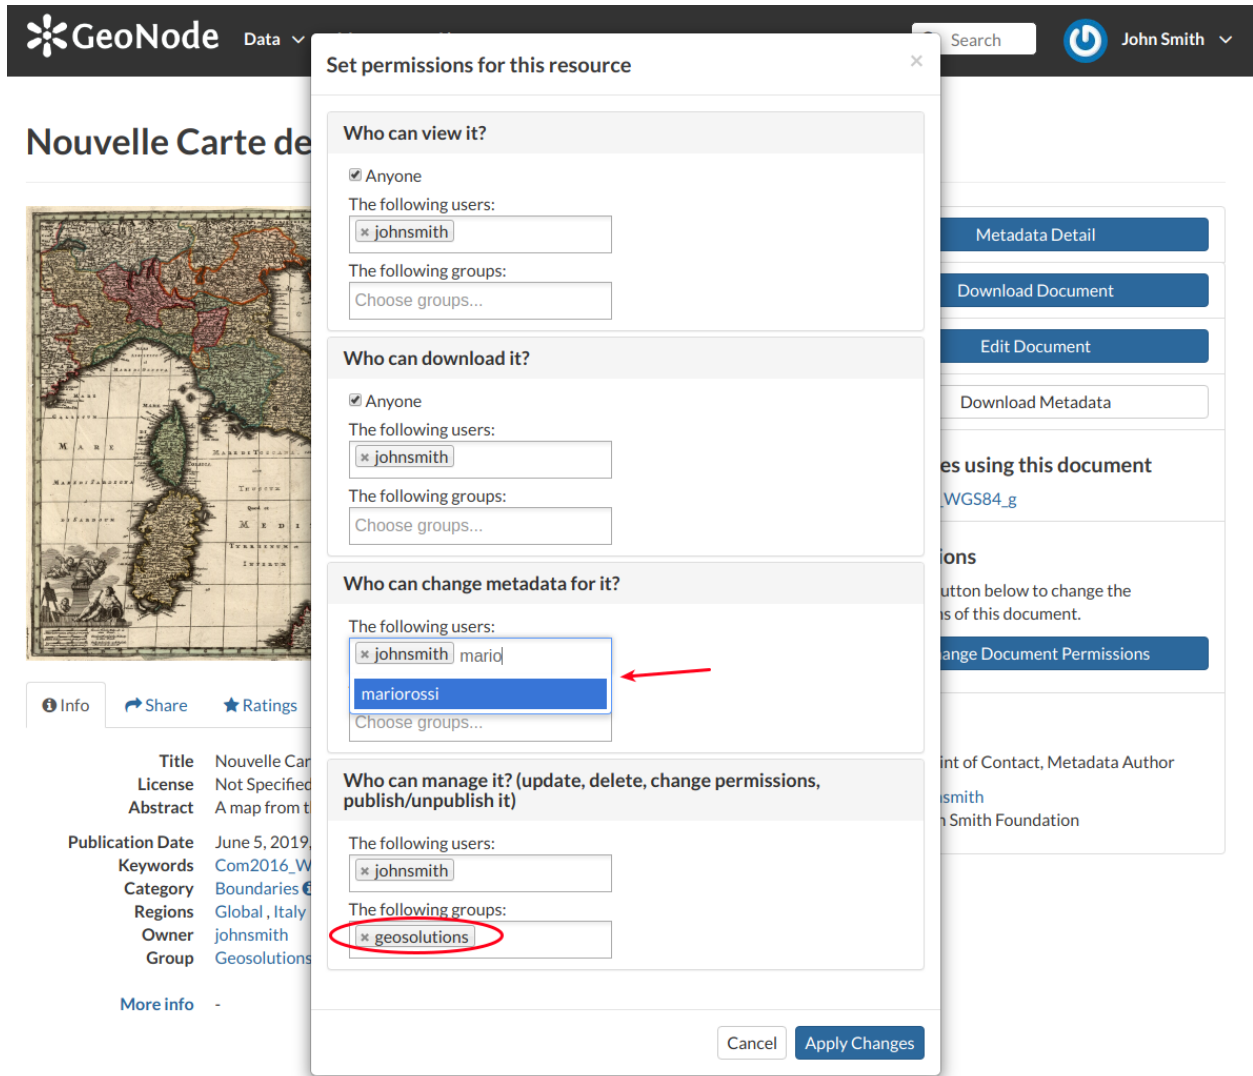 GeoNode
Data
Search
John Smith
Set permissions for this resource
×
Nouvelle Carte de
Who can view it?
Anyone
The following users:
× johnsmith
The following groups:
Choose groups...
Who can download it?
Anyone
The following users:
× johnsmith
The following groups:
Choose groups...
Who can change metadata for it?
The following users:
× johnsmith mario
mariorossi
Choose groups...
Who can manage it? (update, delete, change permissions,
publish/unpublish it)
The following users:
× johnsmith
The following groups:
× geosolutions
Cancel
Apply Changes
Metadata Detail
Download Document
Edit Document
Download Metadata
es using this document
_WGS84_g
ions
utton below to change the
ns of this document.
ange Document Permissions
int of Contact, Metadata Author
nsmith
n Smith Foundation
Info
Share
Ratings
Title Nouvelle Car
License Not Specified
Abstract A map from t
Publication Date June 5, 2019,
Keywords Com2016_W
Category Boundaries
Regions Global , Italy
Owner johnsmith
Group Geosolutions
More info -